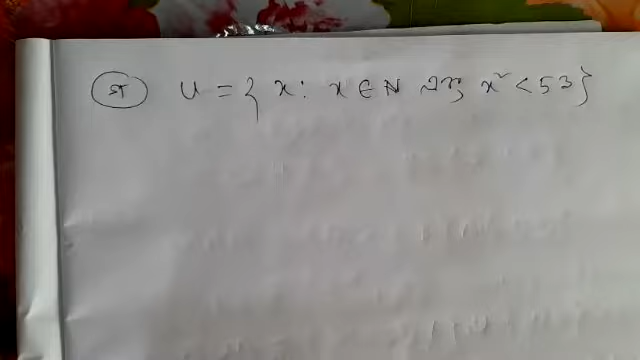 ক U = { x : x ∈ N এবং x² < 53 }